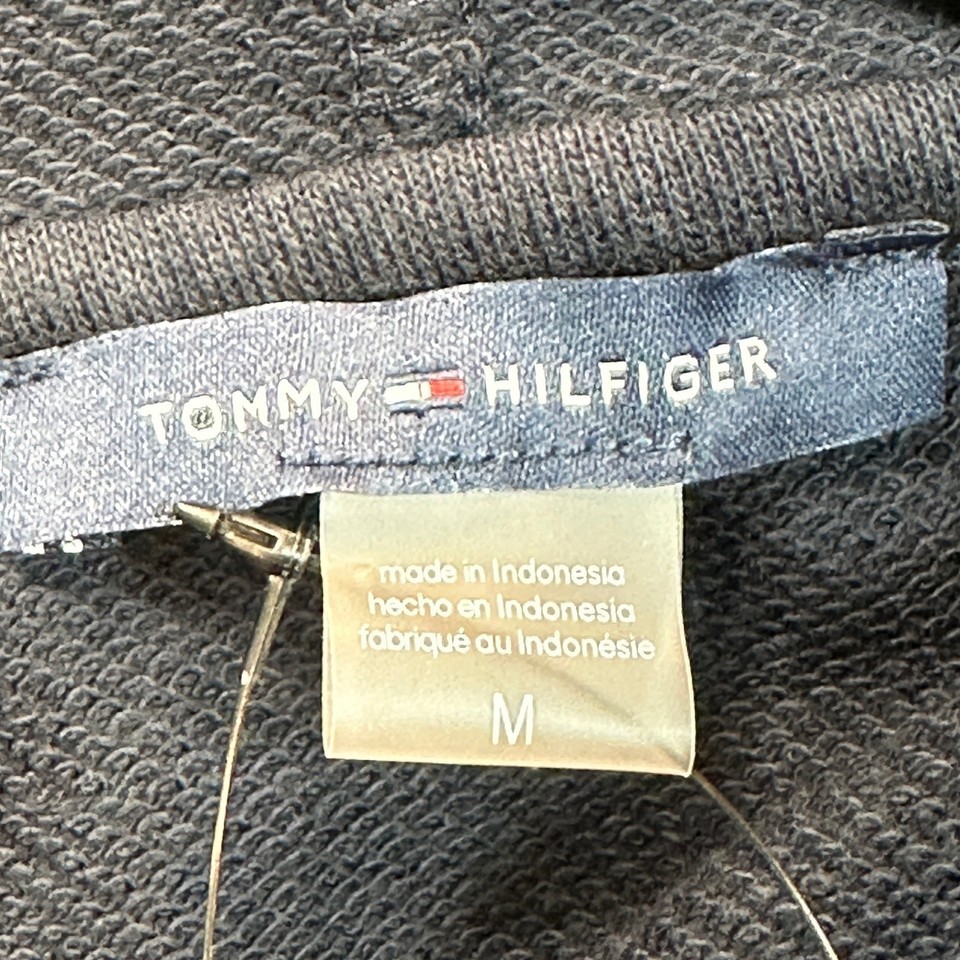 TOMMY HILFIGER
made in Indonesia
hecho en Indonesia
fabriqué au Indonésie
M